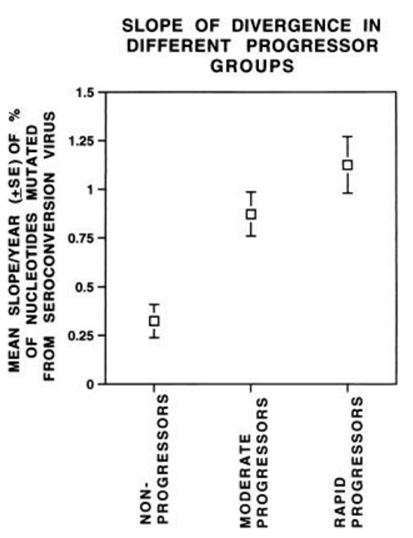 SLOPE OF DIVERGENCE IN
DIFFERENT PROGRESSOR
GROUPS
MEAN SLOPE/YEAR (±SE) OF %
OF NUCLEOTIDES MUTATED
FROM SEROCONVERSION VIRUS
1.5
1.25
1
0.75
0.5
0.25
0
NON-
PROGRESSORS
MODERATE
PROGRESSORS
RAPID
PROGRESSORS